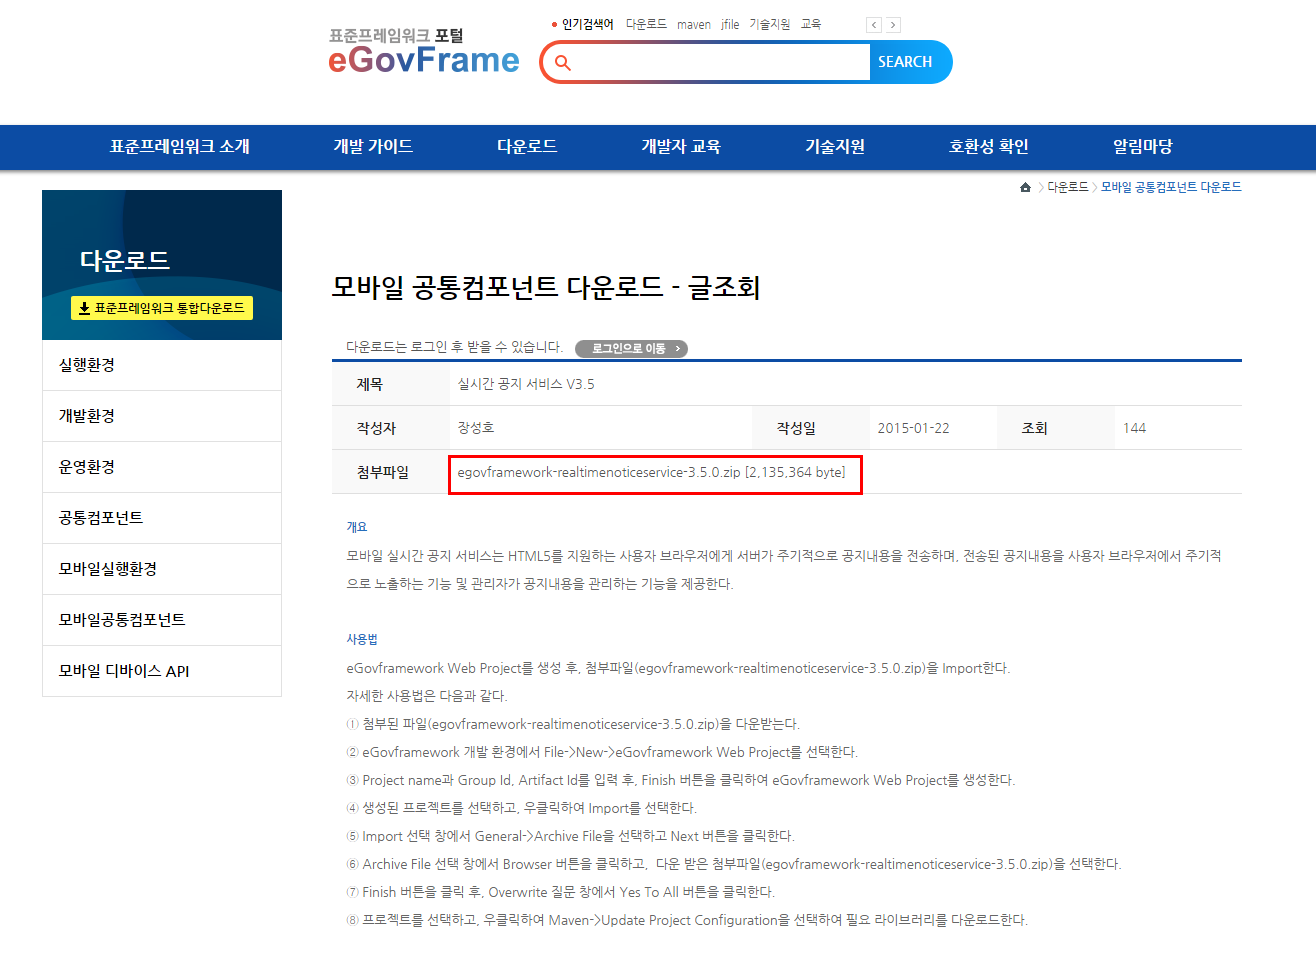 인기검색어 다운로드 maven jfile 기술지원 교육
표준프레임워크 포털
eGovFrame
SEARCH
표준프레임워크 소개 개발 가이드 다운로드 개발자 교육 기술지원 호환성 확인 알림마당
> 다운로드 > 모바일 공통컴포넌트 다운로드
다운로드
표준프레임워크 통합다운로드
실행환경
개발환경
운영환경
공통컴포넌트
모바일실행환경
모바일공통컴포넌트
모바일 디바이스 API
모바일 공통컴포넌트 다운로드 - 글조회
다운로드는 로그인 후 받을 수 있습니다. 로그인으로 이동 >
제목 실시간 공지 서비스 V3.5
작성자 장성호 작성일 2015-01-22 조회 144
첨부파일 egovframework-realtimenoticeservice-3.5.0.zip [2,135,364 byte]
개요
모바일 실시간 공지 서비스는 HTML5를 지원하는 사용자 브라우저에게 서버가 주기적으로 공지내용을 전송하며, 전송된 공지내용을 사용자 브라우저에서 주기적
으로 노출하는 기능 및 관리자가 공지내용을 관리하는 기능을 제공한다.
사용법
eGovframework Web Project를 생성 후, 첨부파일(egovframework-realtimenoticeservice-3.5.0.zip)을 Import한다.
자세한 사용법은 다음과 같다.
① 첨부된 파일(egovframework-realtimenoticeservice-3.5.0.zip)을 다운받는다.
② eGovframework 개발 환경에서 File->New->eGovframework Web Project를 선택한다.
③ Project name과 Group Id, Artifact Id를 입력 후, Finish 버튼을 클릭하여 eGovframework Web Project를 생성한다.
④ 생성된 프로젝트를 선택하고, 우클릭하여 Import를 선택한다.
⑤ Import 선택 창에서 General->Archive File을 선택하고 Next 버튼을 클릭한다.
⑥ Archive File 선택 창에서 Browser 버튼을 클릭하고, 다운 받은 첨부파일(egovframework-realtimenoticeservice-3.5.0.zip)을 선택한다.
⑦ Finish 버튼을 클릭 후, Overwrite 질문 창에서 Yes To All 버튼을 클릭한다.
⑧ 프로젝트를 선택하고, 우클릭하여 Maven->Update Project Configuration을 선택하여 필요 라이브러리를 다운로드한다.